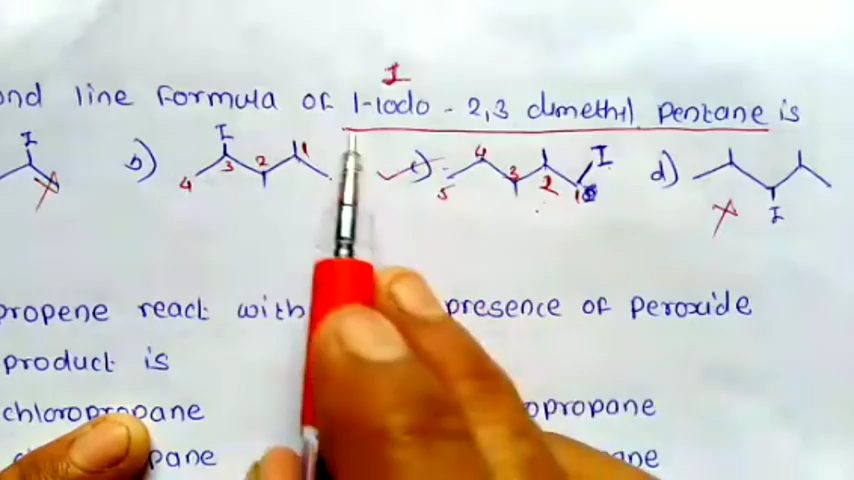 I
ond line Formula of 1-Iodo - 2,3 dimethyl Pentane is
I b) I 3 2 1 4 c) 4 3 2 1 5 I d) I
propene react with presence of Peroxide
product is
chloropropane opropane
pane ane